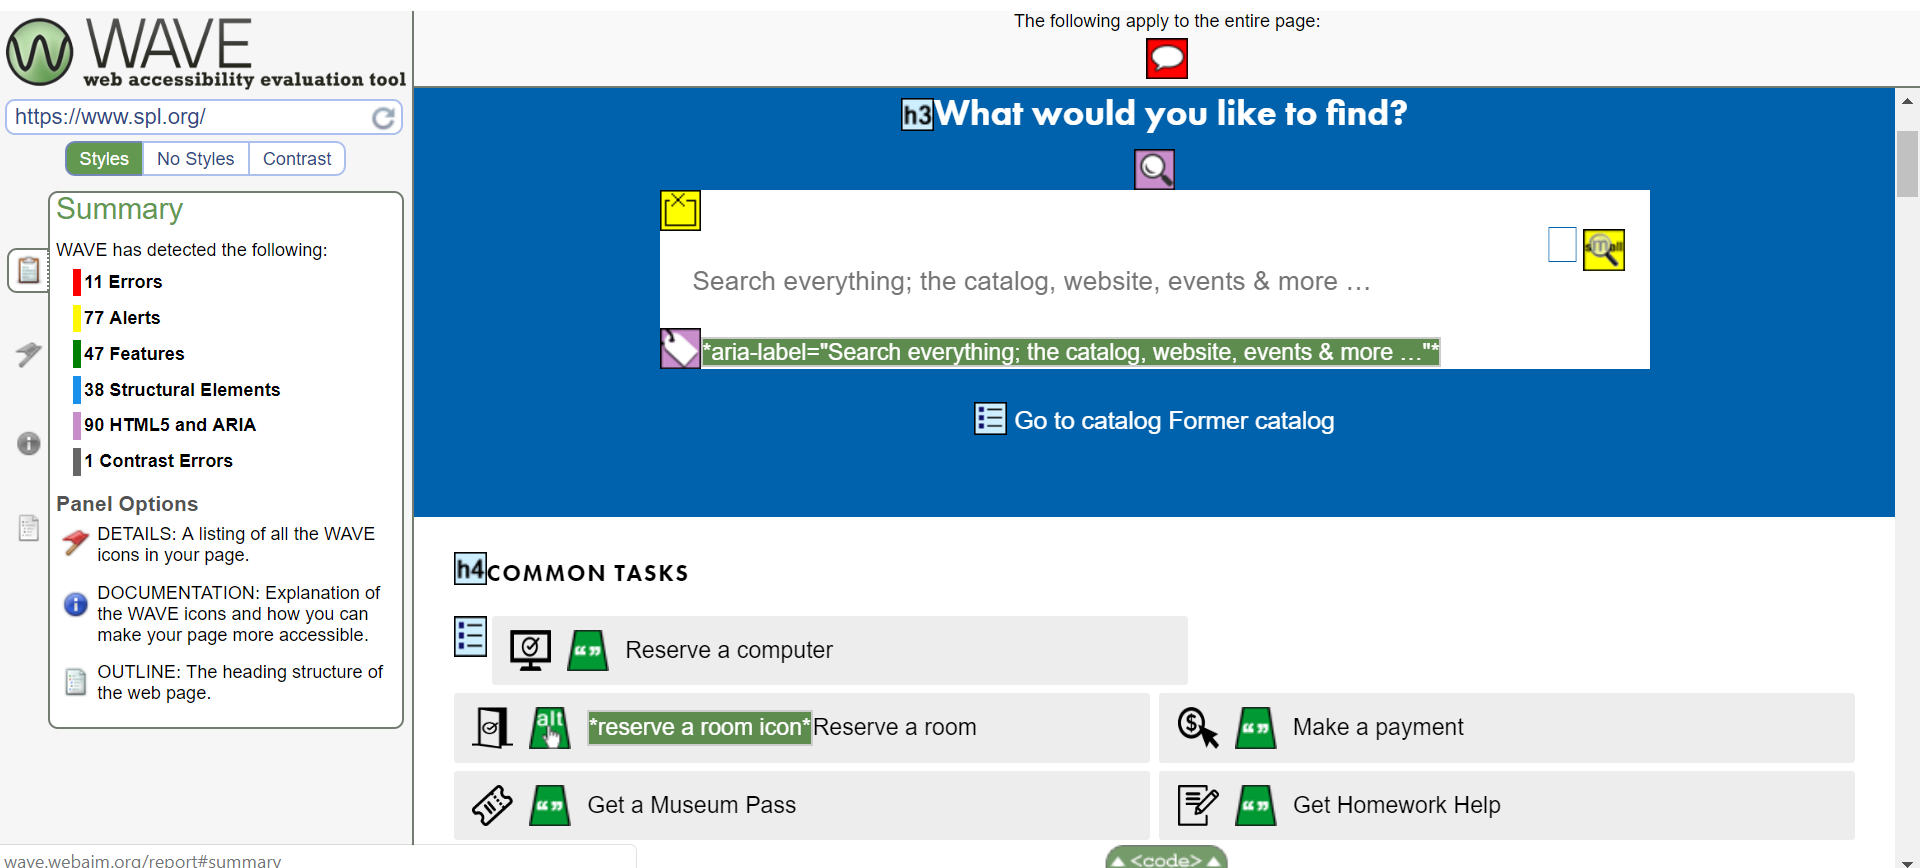 WAVE
web accessibility evaluation tool
https://www.spl.org/
Styles No Styles Contrast
Summary
WAVE has detected the following:
11 Errors
77 Alerts
47 Features
38 Structural Elements
90 HTML5 and ARIA
1 Contrast Errors
Panel Options
DETAILS: A listing of all the WAVE
icons in your page.
DOCUMENTATION: Explanation of
the WAVE icons and how you can
make your page more accessible.
OUTLINE: The heading structure of
the web page.
wave.webaim.org/report#summary
The following apply to the entire page:
h3 What would you like to find?
small
Search everything; the catalog, website, events & more …
*aria-label="Search everything; the catalog, website, events & more …"*
Go to catalog Former catalog
h4 COMMON TASKS
“ ” Reserve a computer
alt *reserve a room icon* Reserve a room
“ ” Make a payment
“ ” Get a Museum Pass
“ ” Get Homework Help
<code>